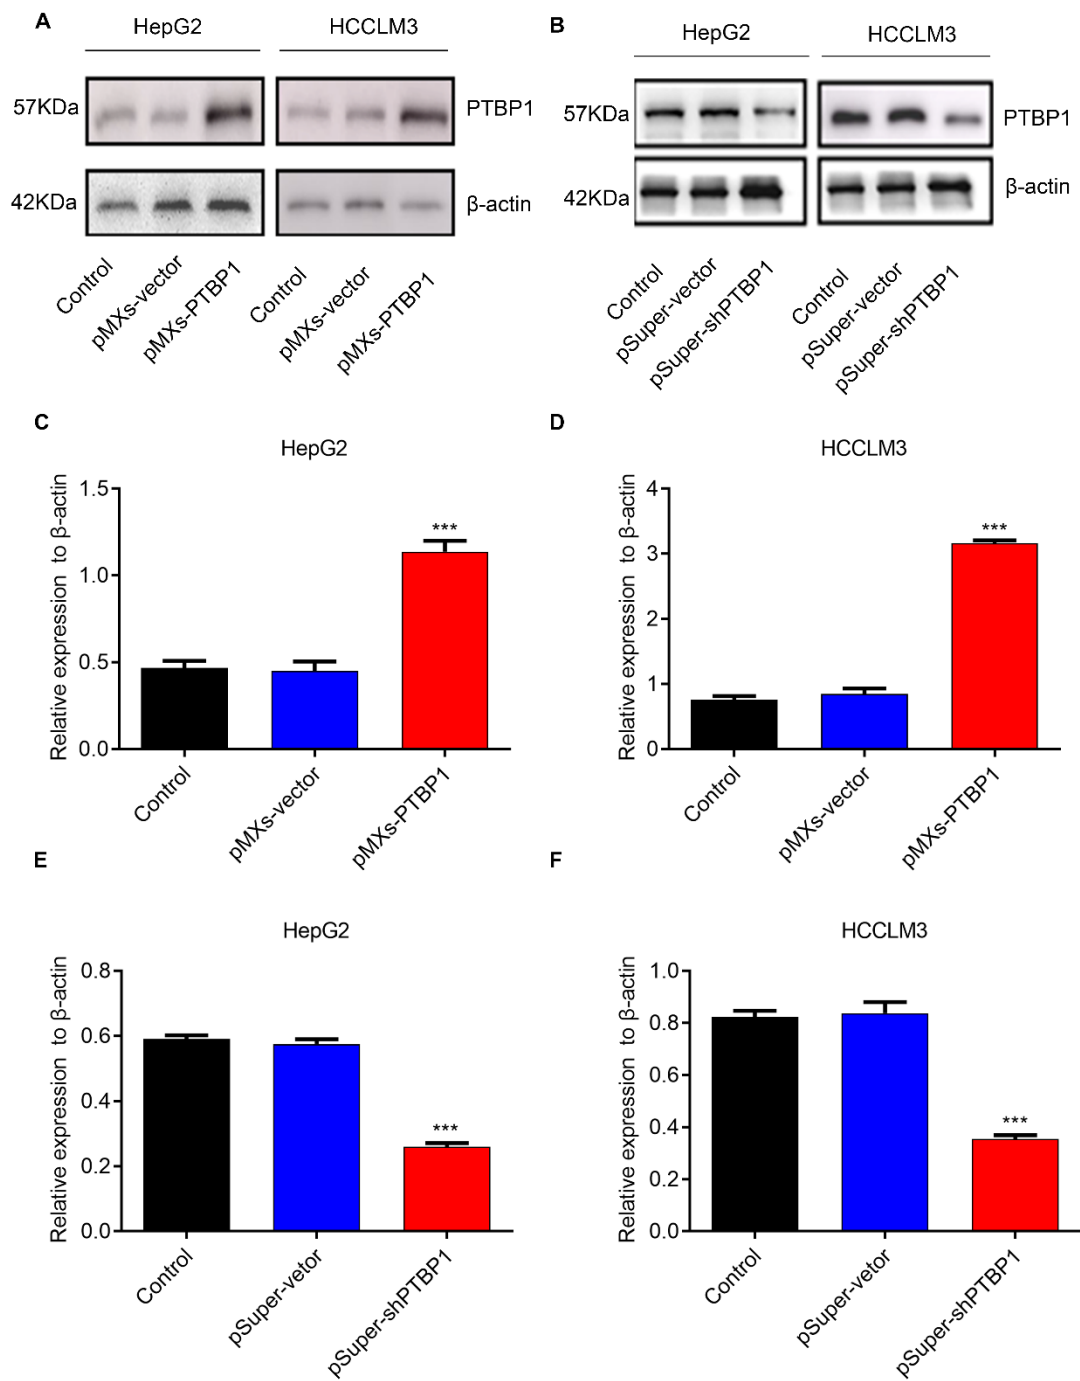 A
HepG2
HCCLM3
57KDa
PTBP1
42KDa
β-actin
Control
pMXs-vector
pMXs-PTBP1
Control
pMXs-vector
pMXs-PTBP1
B
HepG2
HCCLM3
57KDa
PTBP1
42KDa
β-actin
Control
pSuper-vector
pSuper-shPTBP1
Control
pSuper-vector
pSuper-shPTBP1
C
HepG2
Relative expression to β-actin
1.5
1.0
0.5
0.0
***
Control
pMXs-vector
pMXs-PTBP1
D
HCCLM3
Relative expression to β-actin
4
3
2
1
0
***
Control
pMXs-vector
pMXs-PTBP1
E
HepG2
Relative expression to β-actin
0.8
0.6
0.4
0.2
0.0
***
Control
pSuper-vetor
pSuper-shPTBP1
F
HCCLM3
Relative expression to β-actin
1.0
0.8
0.6
0.4
0.2
0.0
***
Control
pSuper-vetor
pSuper-shPTBP1